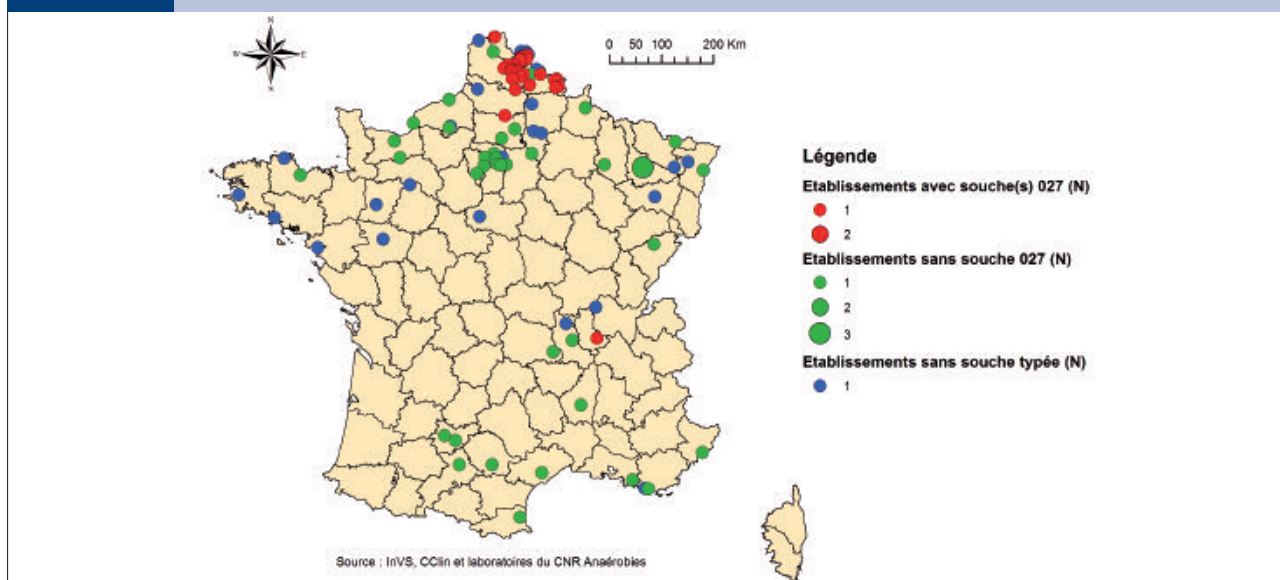 N
W E
S
0 50 100 200 Km
Légende
Etablissements avec souche(s) 027 (N)
1
2
Etablissements sans souche 027 (N)
1
2
3
Etablissements sans souche typée (N)
1
Source : InVS, CClin et laboratoires du CNR Anaérobies